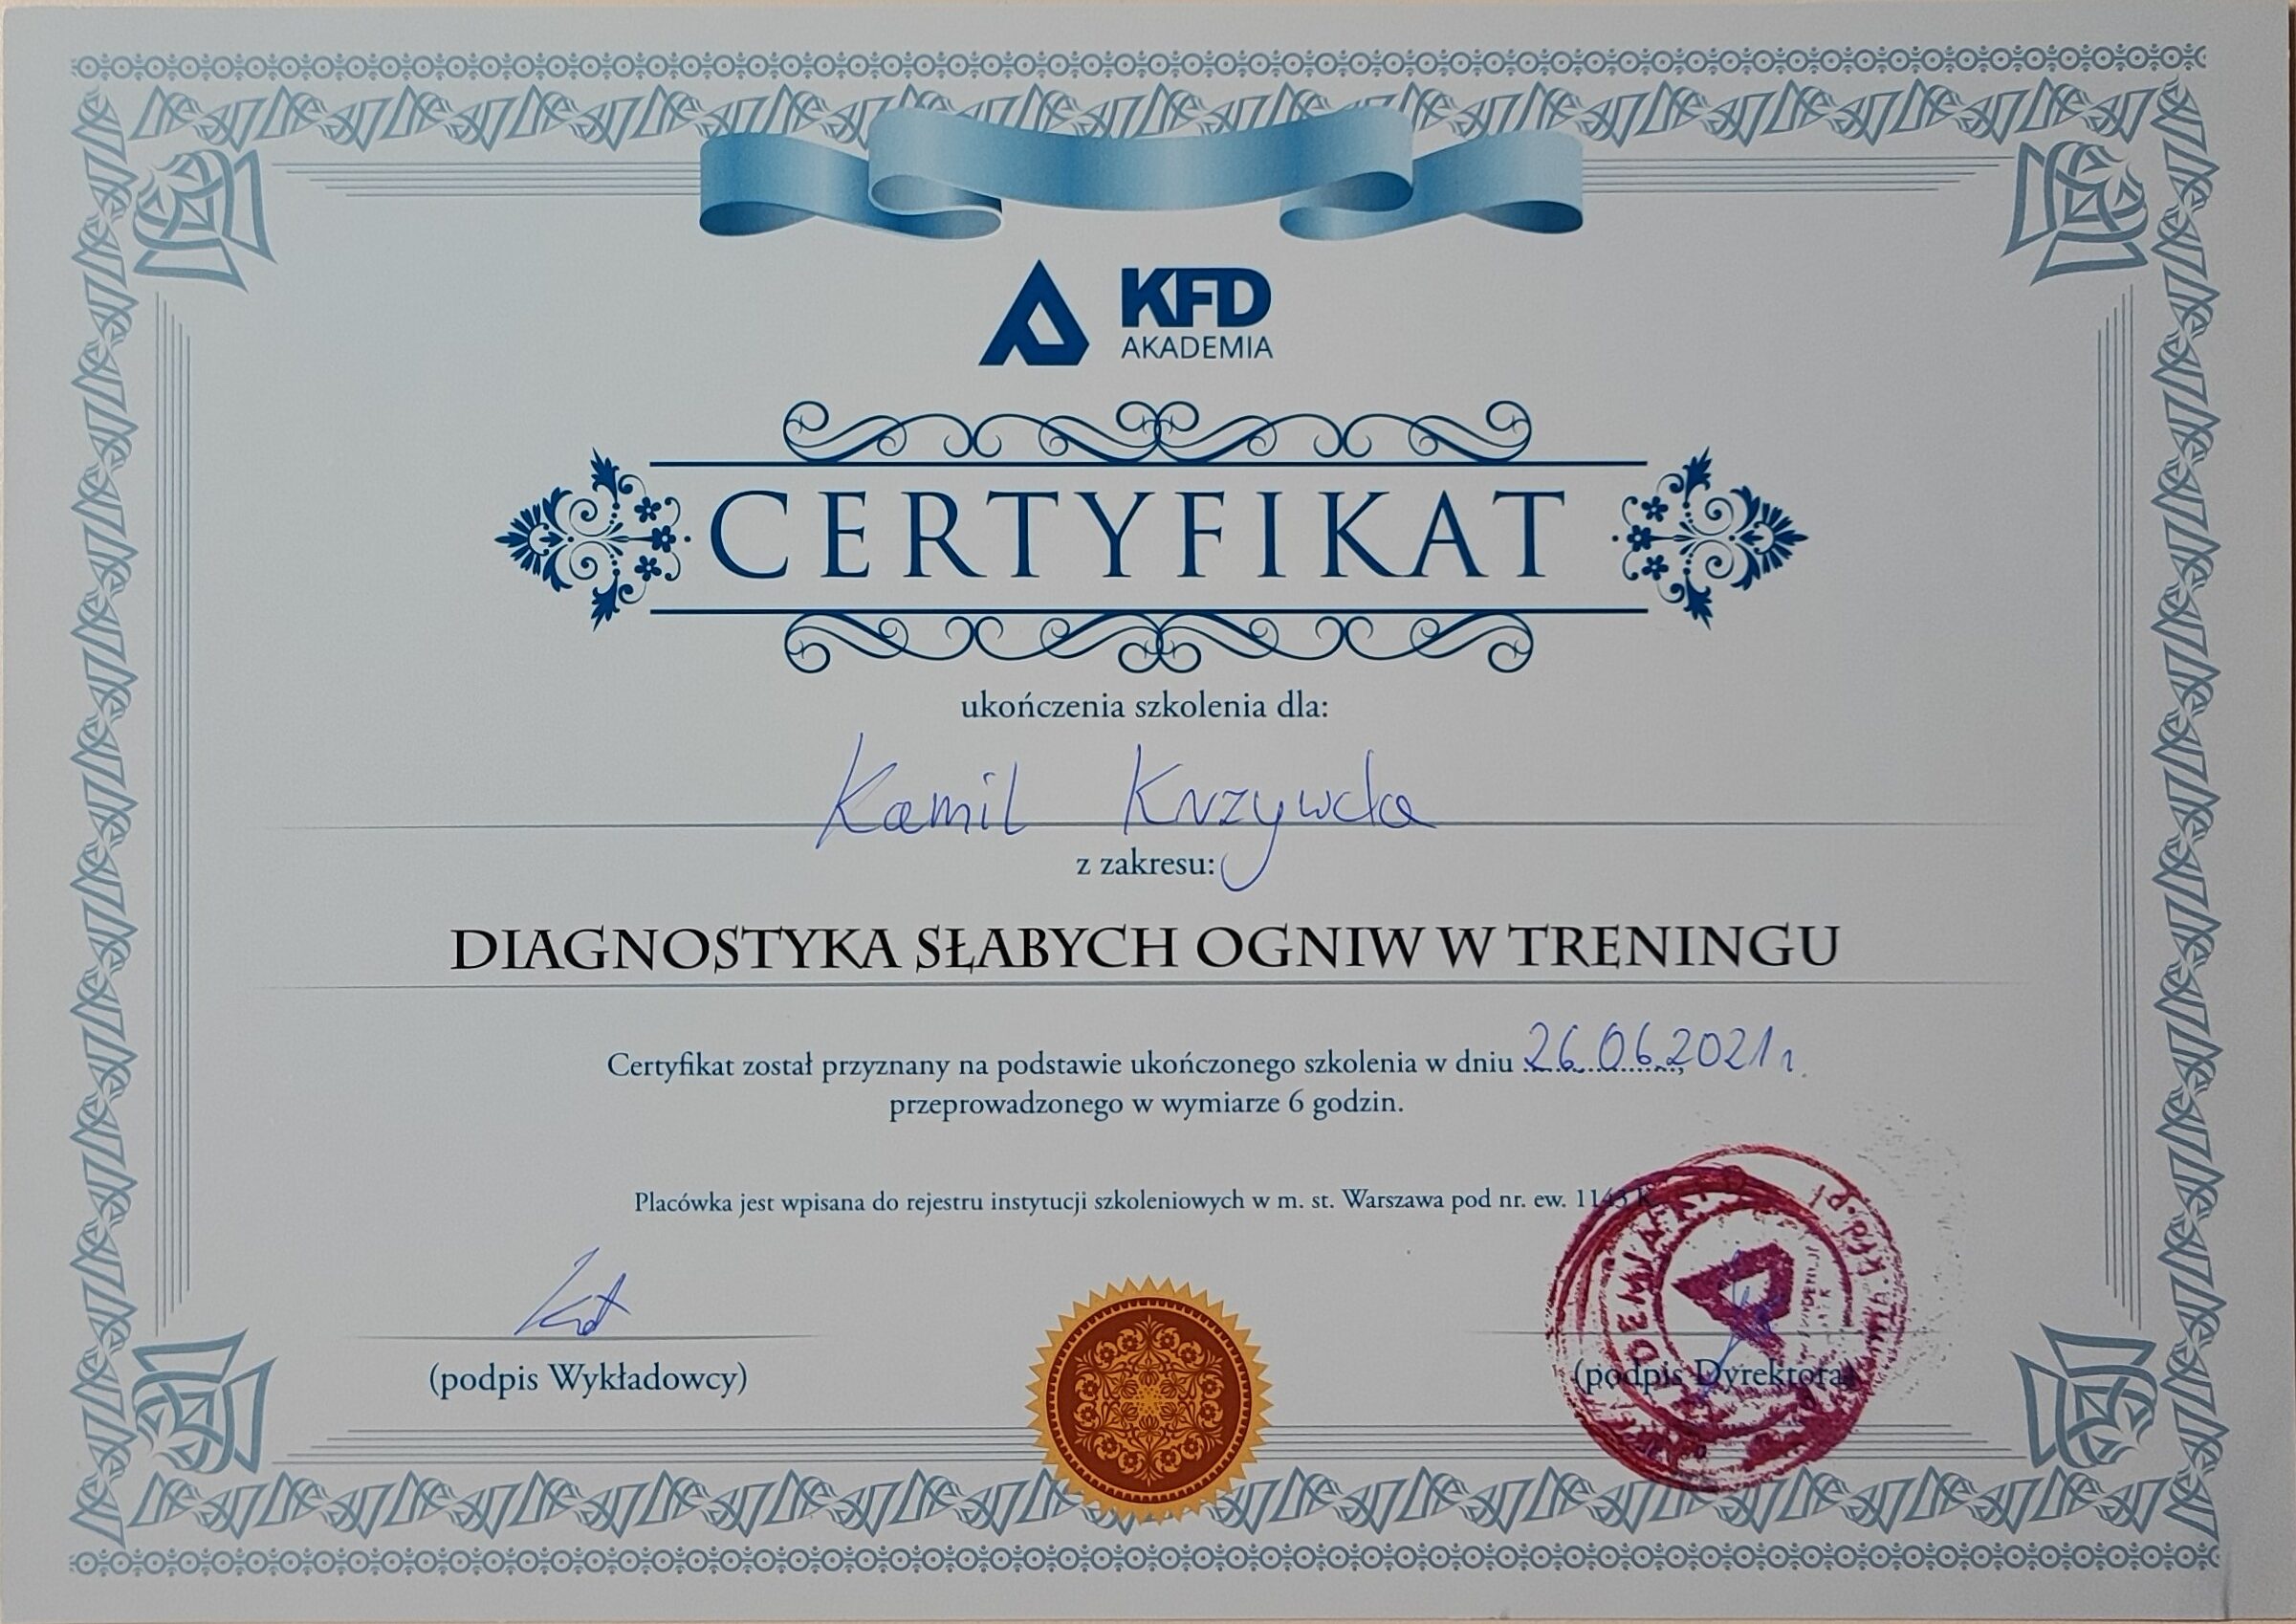 KFD
AKADEMIA
CERTYFIKAT
ukończenia szkolenia dla:
Kamil Krzywda
z zakresu:
DIAGNOSTYKA SŁABYCH OGNIW W TRENINGU
Certyfikat został przyznany na podstawie ukończonego szkolenia w dniu 26.06.2021r.
przeprowadzonego w wymiarze 6 godzin.
Placówka jest wpisana do rejestru instytucji szkoleniowych w m. st. Warszawa pod nr. ew. 1143 K
(podpis Wykładowcy)
(podpis Dyrektora)